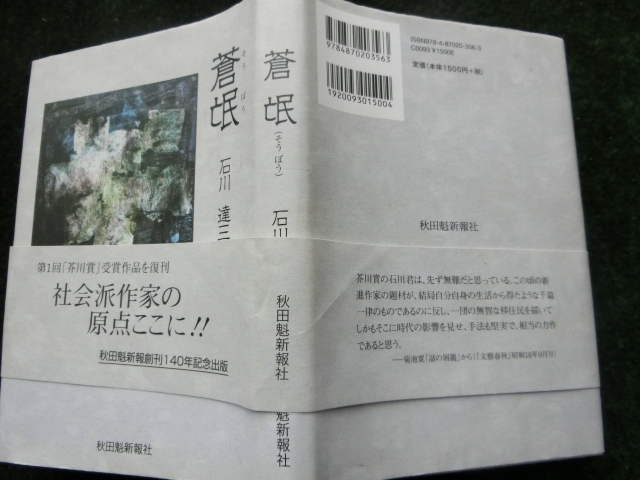 蒼氓
そう ぼう
石川 達三
第1回「芥川賞」受賞作品を復刊
社会派作家の
原点ここに!!
秋田魁新報創刊140年記念出版
秋田魁新報社
蒼氓
(そうぼう)
石川
秋田魁新報社
魁新報社
9784870203563
1920093015004
ISBN978-4-87020-356-3
C0093 ¥1500E
定価(本体1500円+税)
秋田魁新報社
芥川賞の石川君は、先ず無難だと思っている。この頃の新
進作家の題材が、結局自分自身の生活から得たような千篇
一律のものであるのに反し、一団の無智な移住民を描いて
しかもそこに時代の影響を見せ、手法も堅実で、相当の力作
であると思う。
——菊池寛「話の屑籠」から(『文藝春秋』昭和10年9月号)